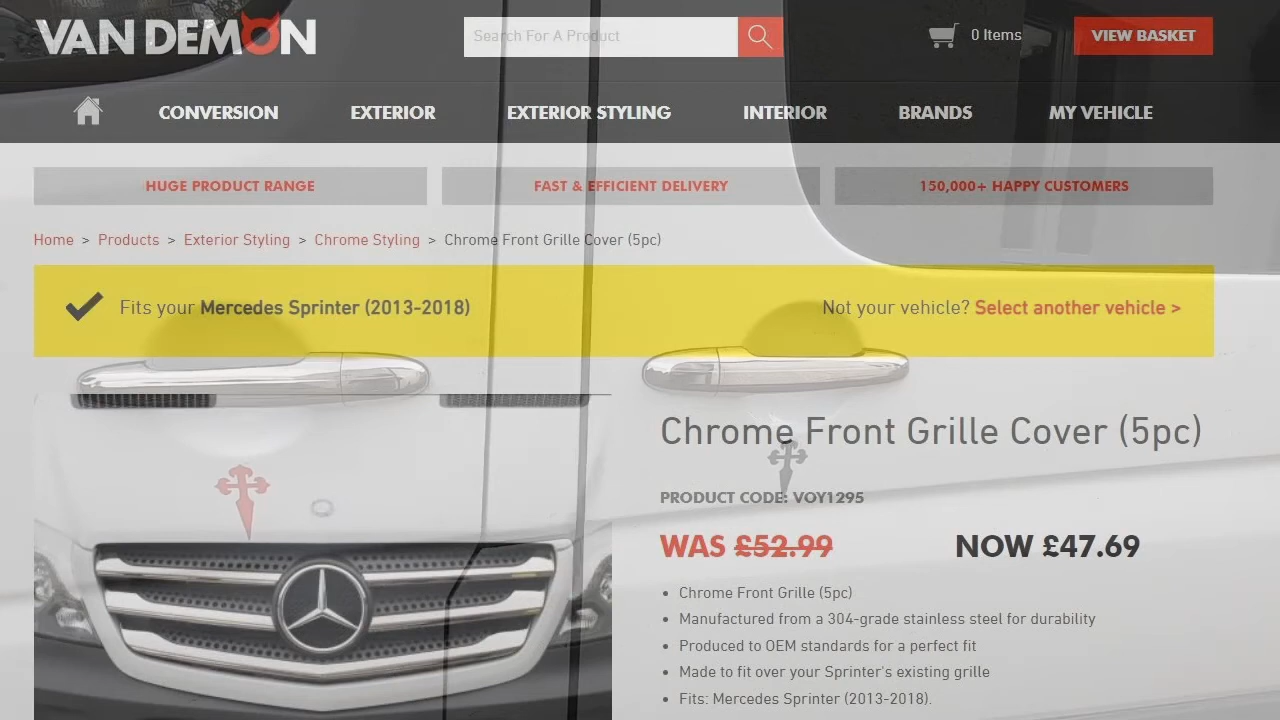 VAN DEMON
Search For A Product
0 Items
VIEW BASKET
CONVERSION
EXTERIOR
EXTERIOR STYLING
INTERIOR
BRANDS
MY VEHICLE
HUGE PRODUCT RANGE
FAST & EFFICIENT DELIVERY
150,000+ HAPPY CUSTOMERS
Home > Products > Exterior Styling > Chrome Styling > Chrome Front Grille Cover (5pc)
Fits your Mercedes Sprinter (2013-2018)
Not your vehicle? Select another vehicle >
Chrome Front Grille Cover (5pc)
PRODUCT CODE: VOY1295
WAS £52.99
NOW £47.69
• Chrome Front Grille (5pc)
• Manufactured from a 304-grade stainless steel for durability
• Produced to OEM standards for a perfect fit
• Made to fit over your Sprinter's existing grille
• Fits: Mercedes Sprinter (2013-2018).